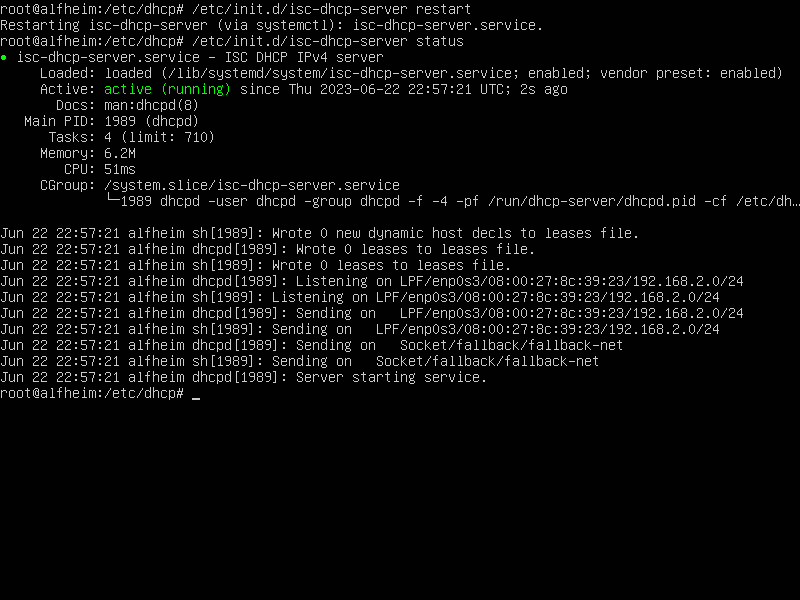 root@alfheim:/etc/dhcp# /etc/init.d/isc-dhcp-server restart
Restarting isc-dhcp-server (via systemctl): isc-dhcp-server.service.
root@alfheim:/etc/dhcp# /etc/init.d/isc-dhcp-server status
● isc-dhcp-server.service - ISC DHCP IPv4 server
     Loaded: loaded (/lib/systemd/system/isc-dhcp-server.service; enabled; vendor preset: enabled)
     Active: active (running) since Thu 2023-06-22 22:57:21 UTC; 2s ago
       Docs: man:dhcpd(8)
   Main PID: 1989 (dhcpd)
      Tasks: 4 (limit: 710)
     Memory: 6.2M
        CPU: 51ms
     CGroup: /system.slice/isc-dhcp-server.service
             └─1989 dhcpd -user dhcpd -group dhcpd -f -4 -pf /run/dhcp-server/dhcpd.pid -cf /etc/dh…
Jun 22 22:57:21 alfheim sh[1989]: Wrote 0 new dynamic host decls to leases file.
Jun 22 22:57:21 alfheim dhcpd[1989]: Wrote 0 leases to leases file.
Jun 22 22:57:21 alfheim sh[1989]: Wrote 0 leases to leases file.
Jun 22 22:57:21 alfheim dhcpd[1989]: Listening on LPF/enp0s3/08:00:27:8c:39:23/192.168.2.0/24
Jun 22 22:57:21 alfheim sh[1989]: Listening on LPF/enp0s3/08:00:27:8c:39:23/192.168.2.0/24
Jun 22 22:57:21 alfheim dhcpd[1989]: Sending on   LPF/enp0s3/08:00:27:8c:39:23/192.168.2.0/24
Jun 22 22:57:21 alfheim sh[1989]: Sending on   LPF/enp0s3/08:00:27:8c:39:23/192.168.2.0/24
Jun 22 22:57:21 alfheim dhcpd[1989]: Sending on   Socket/fallback/fallback-net
Jun 22 22:57:21 alfheim sh[1989]: Sending on   Socket/fallback/fallback-net
Jun 22 22:57:21 alfheim dhcpd[1989]: Server starting service.
root@alfheim:/etc/dhcp# _